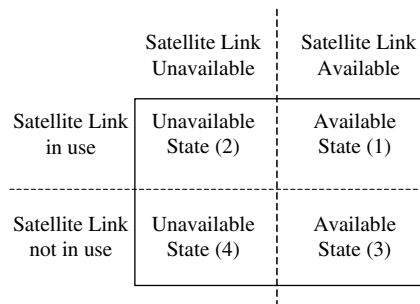 Satellite Link
Unavailable
Satellite Link
Available
Satellite Link
in use
Unavailable
State (2)
Available
State (1)
Satellite Link
not in use
Unavailable
State (4)
Available
State (3)